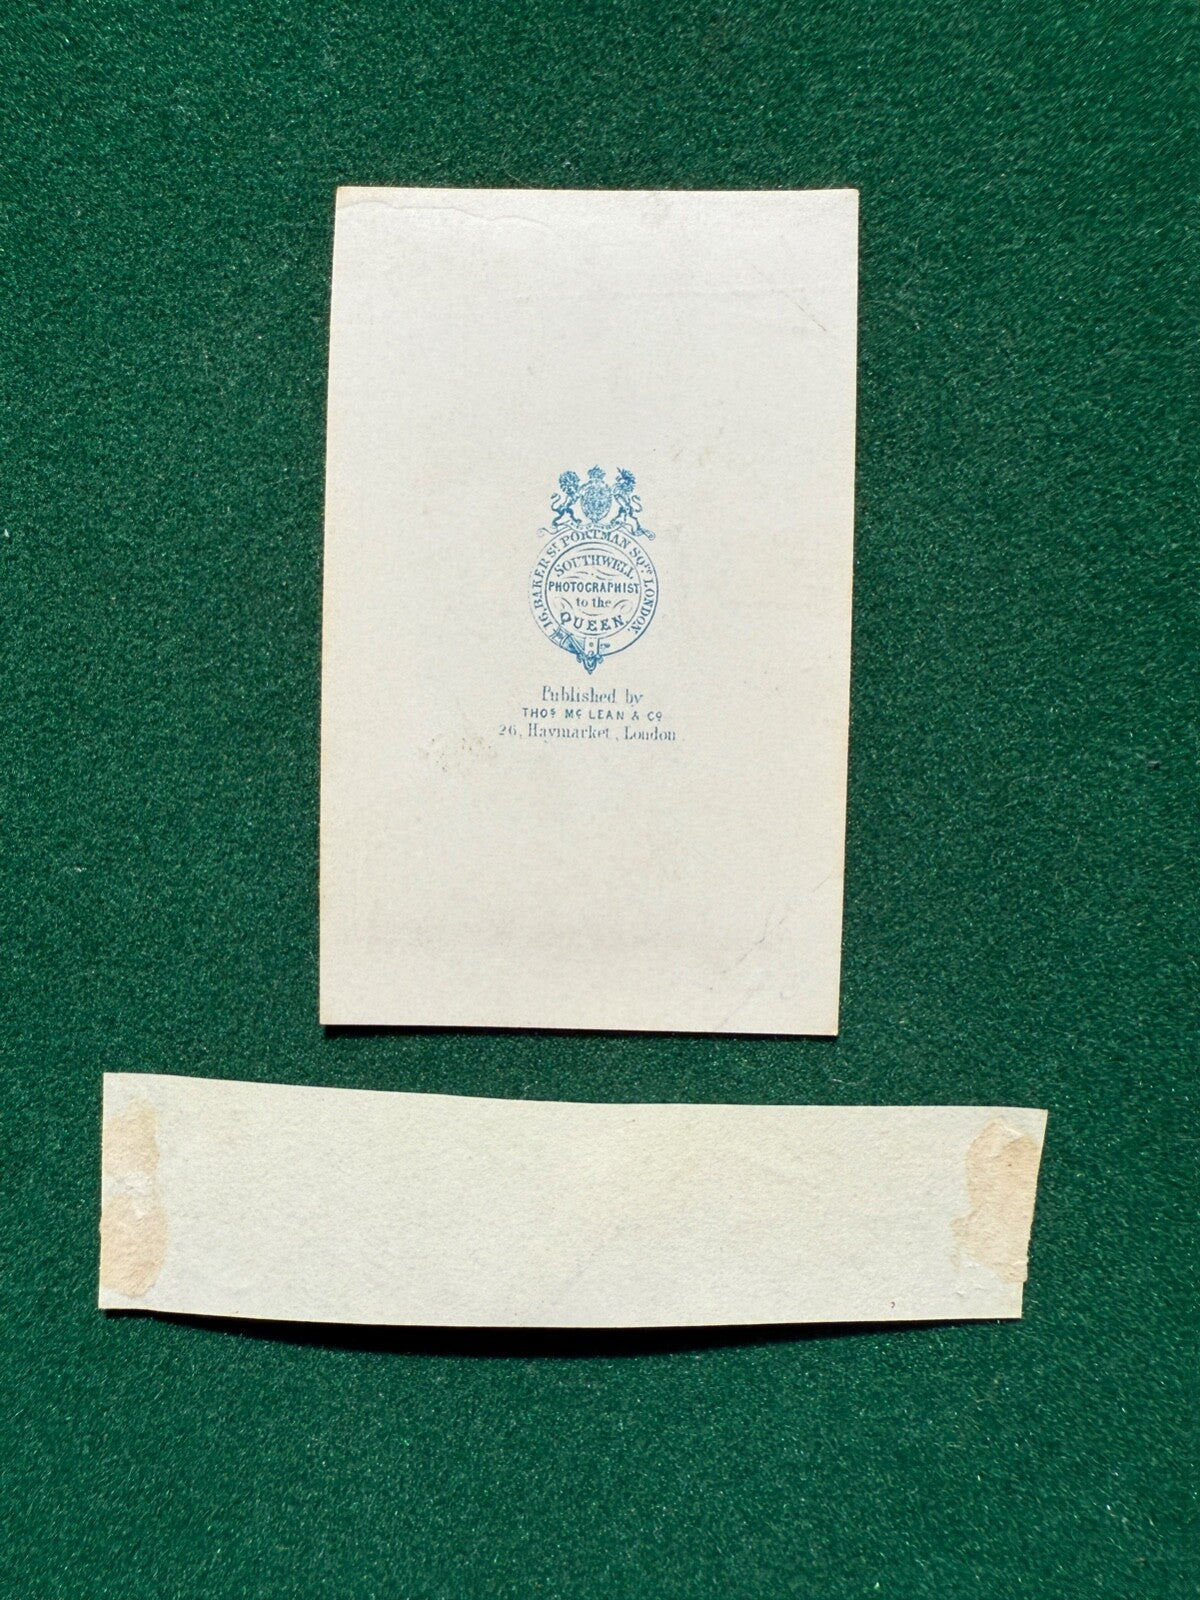 16, BAKER ST PORTMAN SQRE LONDON.
SOUTHWELL
PHOTOGRAPHIST
to the
QUEEN
Published by
THOS MC LEAN & CO
26, Haymarket, London